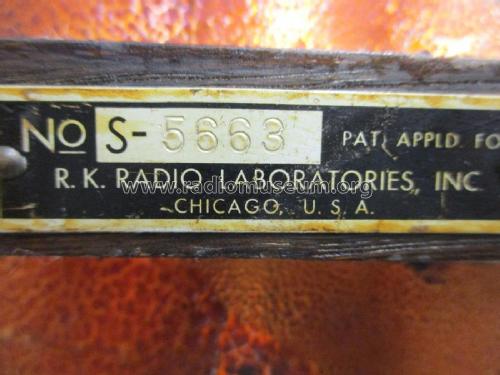 No S-5663 PAT. APPLD. FO
R. K. RADIO LABORATORIES, INC
CHICAGO, U. S. A.
www.radiomuseum.org